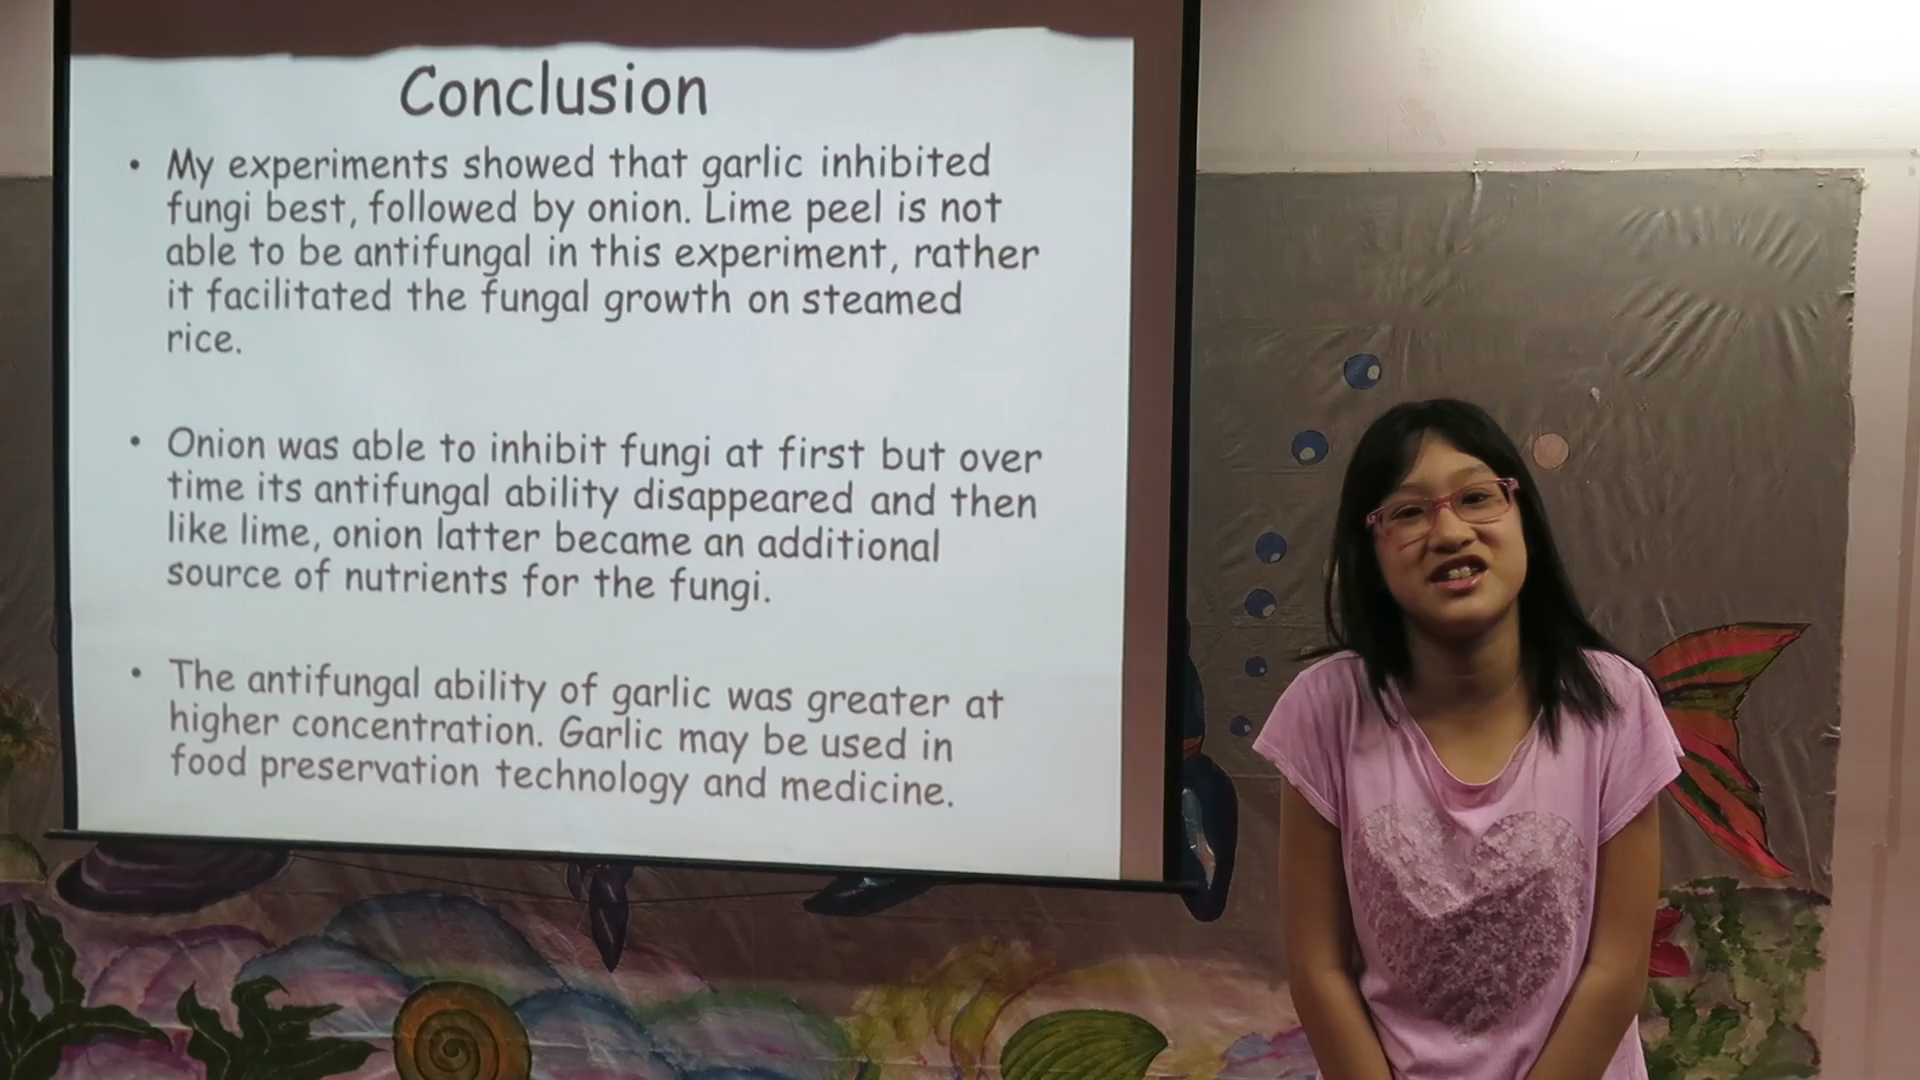 Conclusion
• My experiments showed that garlic inhibited
fungi best, followed by onion. Lime peel is not
able to be antifungal in this experiment, rather
it facilitated the fungal growth on steamed
rice.
• Onion was able to inhibit fungi at first but over
time its antifungal ability disappeared and then
like lime, onion latter became an additional
source of nutrients for the fungi.
• The antifungal ability of garlic was greater at
higher concentration. Garlic may be used in
food preservation technology and medicine.